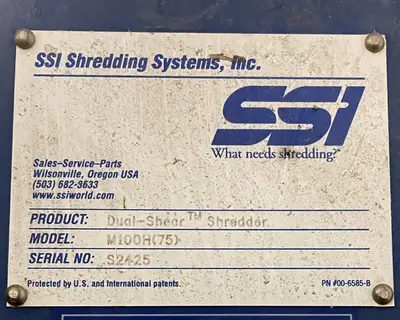 SSI Shredding Systems, Inc.
SSI
What needs shredding?®
Sales-Service-Parts
Wilsonville, Oregon USA
(503) 682-3633
www.ssiworld.com
PRODUCT: Dual-Shear™ Shredder
MODEL: M100H(75)
SERIAL NO: S2425
Protected by U.S. and International patents.
PN #00-6585-B